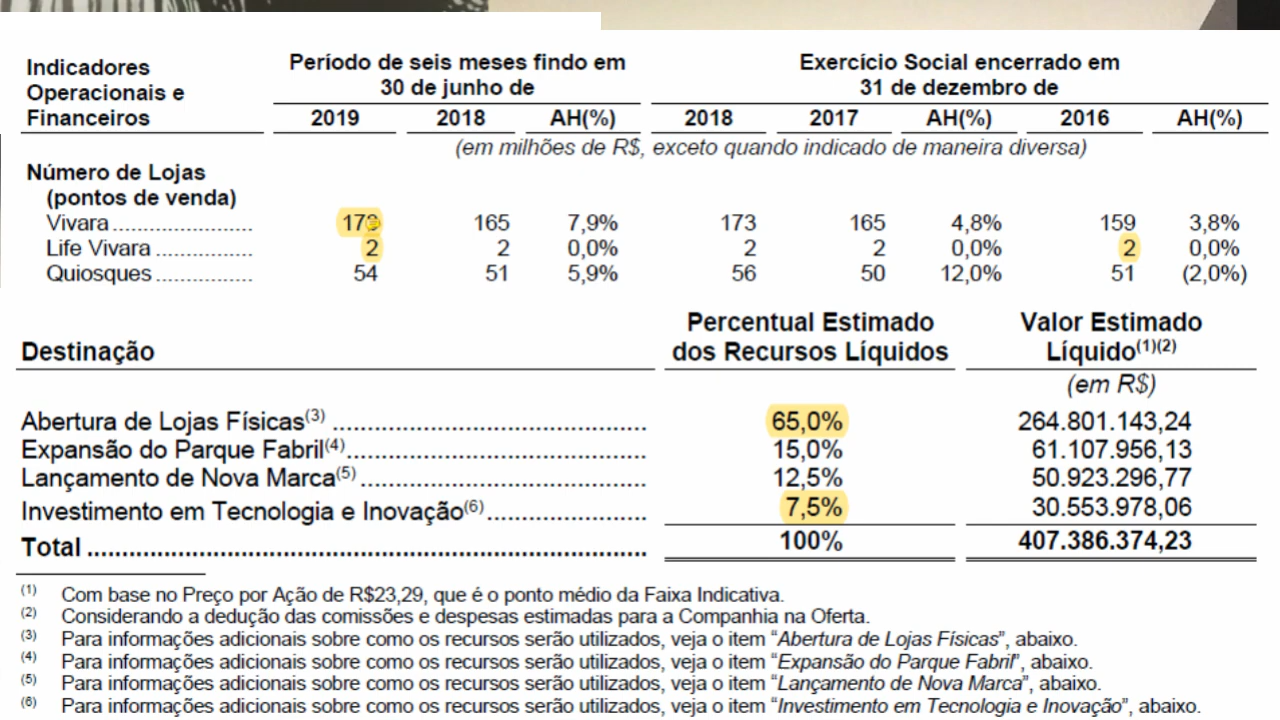 Indicadores Operacionais e Financeiros
Período de seis meses findo em 30 de junho de
Exercício Social encerrado em 31 de dezembro de
2019 2018 AH(%) 2018 2017 AH(%) 2016 AH(%)
(em milhões de R$, exceto quando indicado de maneira diversa)
Número de Lojas
(pontos de venda)
Vivara........................ 165 7,9% 173 165 4,8% 159 3,8%
Life Vivara ................. 2 2 0,0% 2 2 0,0% 2 0,0%
Quiosques ................. 54 51 5,9% 56 50 12,0% 51 (2,0%)
Destinação
Percentual Estimado dos Recursos Líquidos
Valor Estimado Líquido(1)(2)
(em R$)
Abertura de Lojas Físicas(3) ............................................... 65,0% 264.801.143,24
Expansão do Parque Fabril(4)............................................. 15,0% 61.107.956,13
Lançamento de Nova Marca(5) ........................................... 12,5% 50.923.296,77
Investimento em Tecnologia e Inovação(6)........................ 7,5% 30.553.978,06
Total .................................................................................. 100% 407.386.374,23
(1) Com base no Preço por Ação de R$23,29, que é o ponto médio da Faixa Indicativa.
(2) Considerando a dedução das comissões e despesas estimadas para a Companhia na Oferta.
(3) Para informações adicionais sobre como os recursos serão utilizados, veja o item “Abertura de Lojas Físicas”, abaixo.
(4) Para informações adicionais sobre como os recursos serão utilizados, veja o item “Expansão do Parque Fabril”, abaixo.
(5) Para informações adicionais sobre como os recursos serão utilizados, veja o item “Lançamento de Nova Marca”, abaixo.
(6) Para informações adicionais sobre como os recursos serão utilizados, veja o item “Investimento em Tecnologia e Inovação”, abaixo.